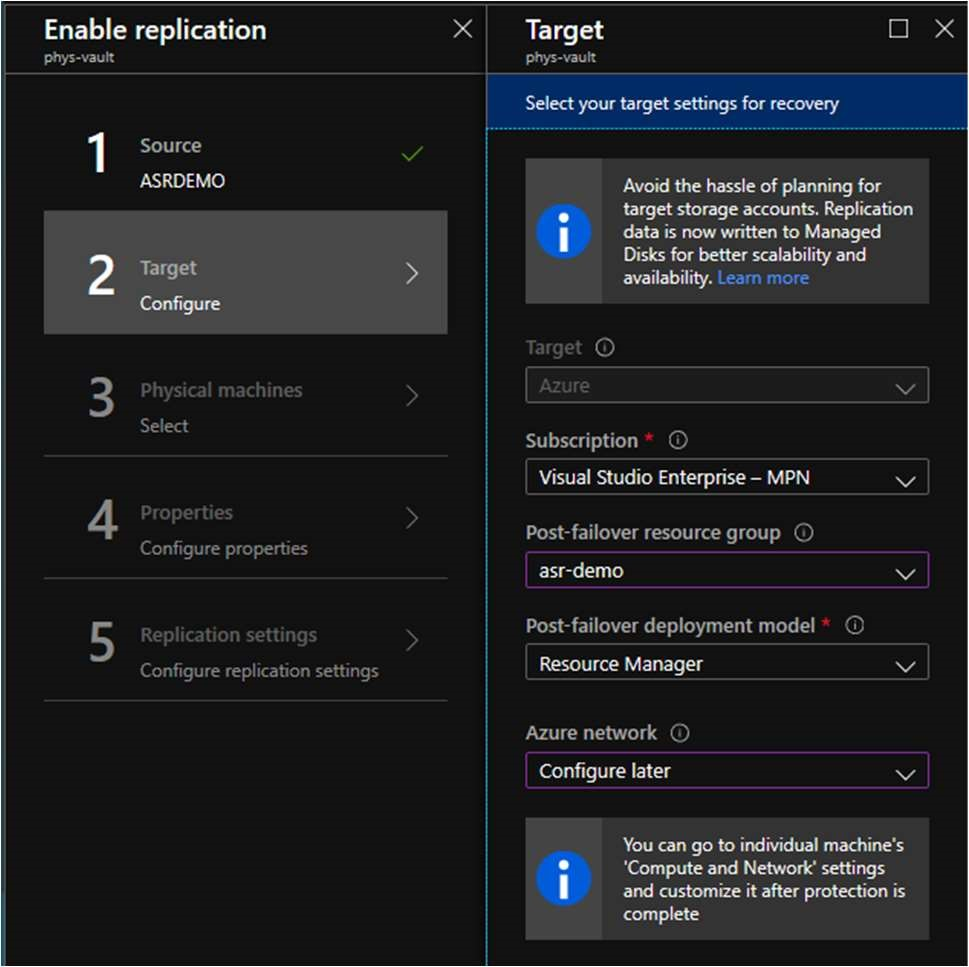 Enable replication
phys-vault
1
Source
ASRDEMO
2
Target
Configure
3
Physical machines
Select
4
Properties
Configure properties
5
Replication settings
Configure replication settings
Target
phys-vault
Select your target settings for recovery
Avoid the hassle of planning for
target storage accounts. Replication
data is now written to Managed
Disks for better scalability and
availability. Learn more
Target
Azure
Subscription *
Visual Studio Enterprise – MPN
Post-failover resource group
asr-demo
Post-failover deployment model *
Resource Manager
Azure network
Configure later
You can go to individual machine's
'Compute and Network' settings
and customize it after protection is
complete